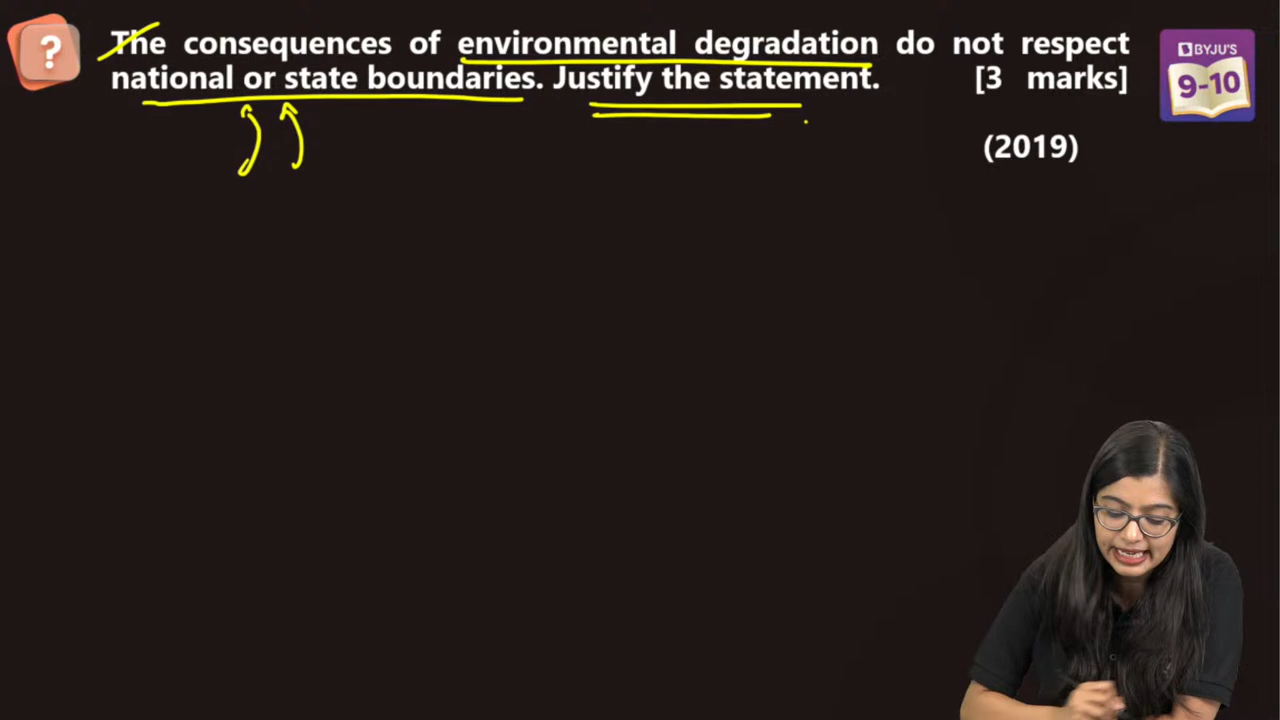 ?
The consequences of environmental degradation do not respect
national or state boundaries. Justify the statement. [3 marks]
(2019)
BYJU'S
9-10